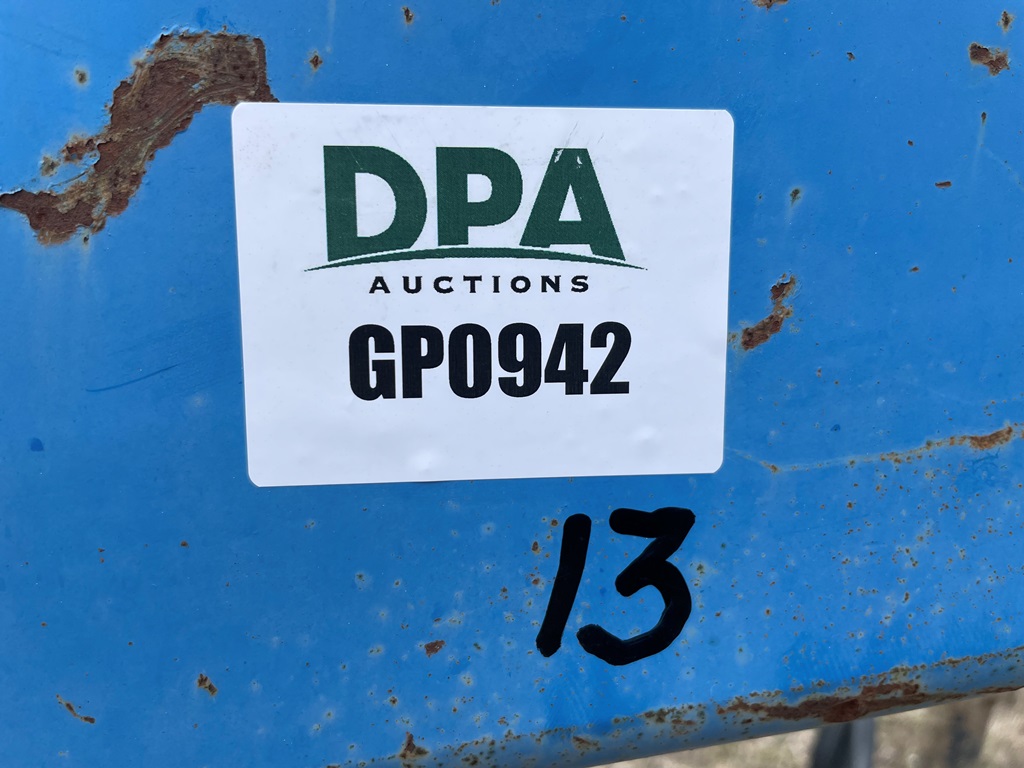 DPA
AUCTIONS
GP0942
13